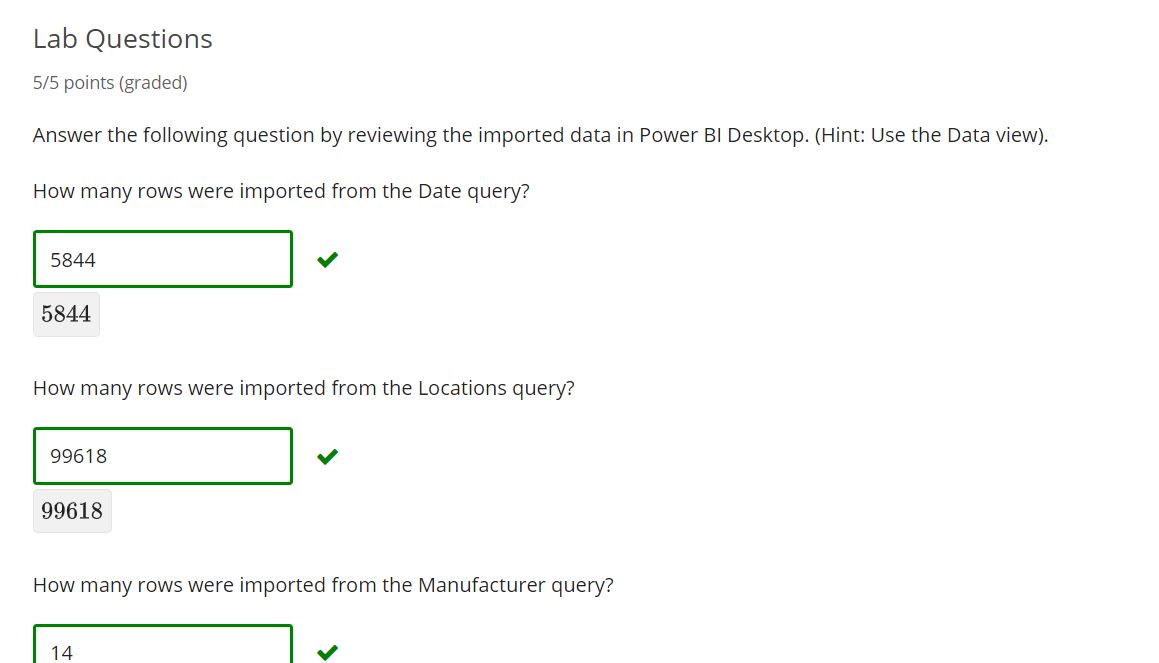 Lab Questions
5/5 points (graded)
Answer the following question by reviewing the imported data in Power BI Desktop. (Hint: Use the Data view).
How many rows were imported from the Date query?
5844
5844
How many rows were imported from the Locations query?
99618
99618
How many rows were imported from the Manufacturer query?
14